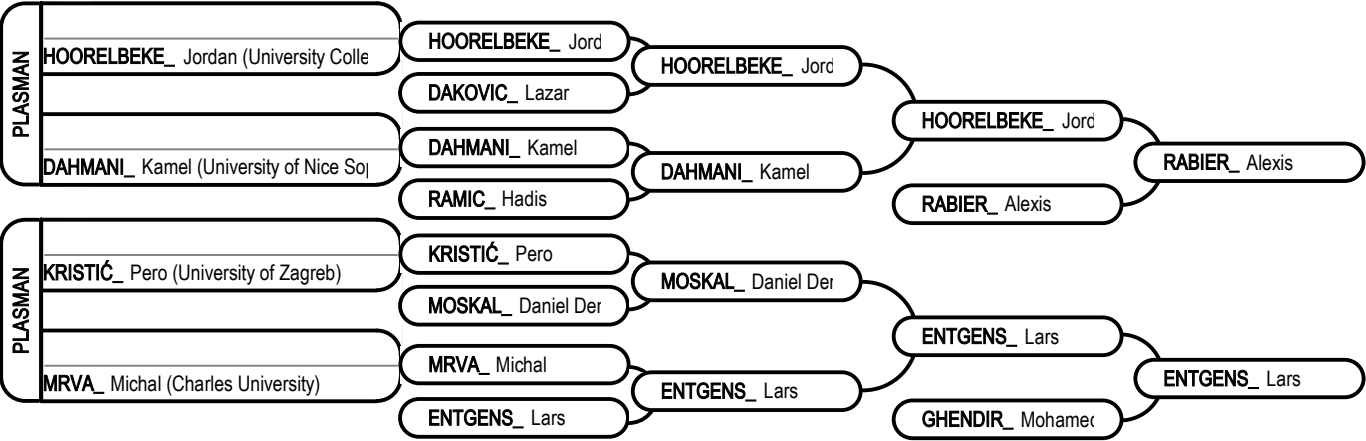 PLASMAN
HOORELBEKE_ Jordan (University Colle
DAHMANI_ Kamel (University of Nice Sop
HOORELBEKE_ Jord
DAKOVIC_ Lazar
DAHMANI_ Kamel
RAMIC_ Hadis
HOORELBEKE_ Jord
DAHMANI_ Kamel
HOORELBEKE_ Jord
RABIER_ Alexis
RABIER_ Alexis
PLASMAN
KRISTIĆ_ Pero (University of Zagreb)
MRVA_ Michal (Charles University)
KRISTIĆ_ Pero
MOSKAL_ Daniel Der
MRVA_ Michal
ENTGENS_ Lars
MOSKAL_ Daniel Der
ENTGENS_ Lars
ENTGENS_ Lars
GHENDIR_ Mohamed
ENTGENS_ Lars